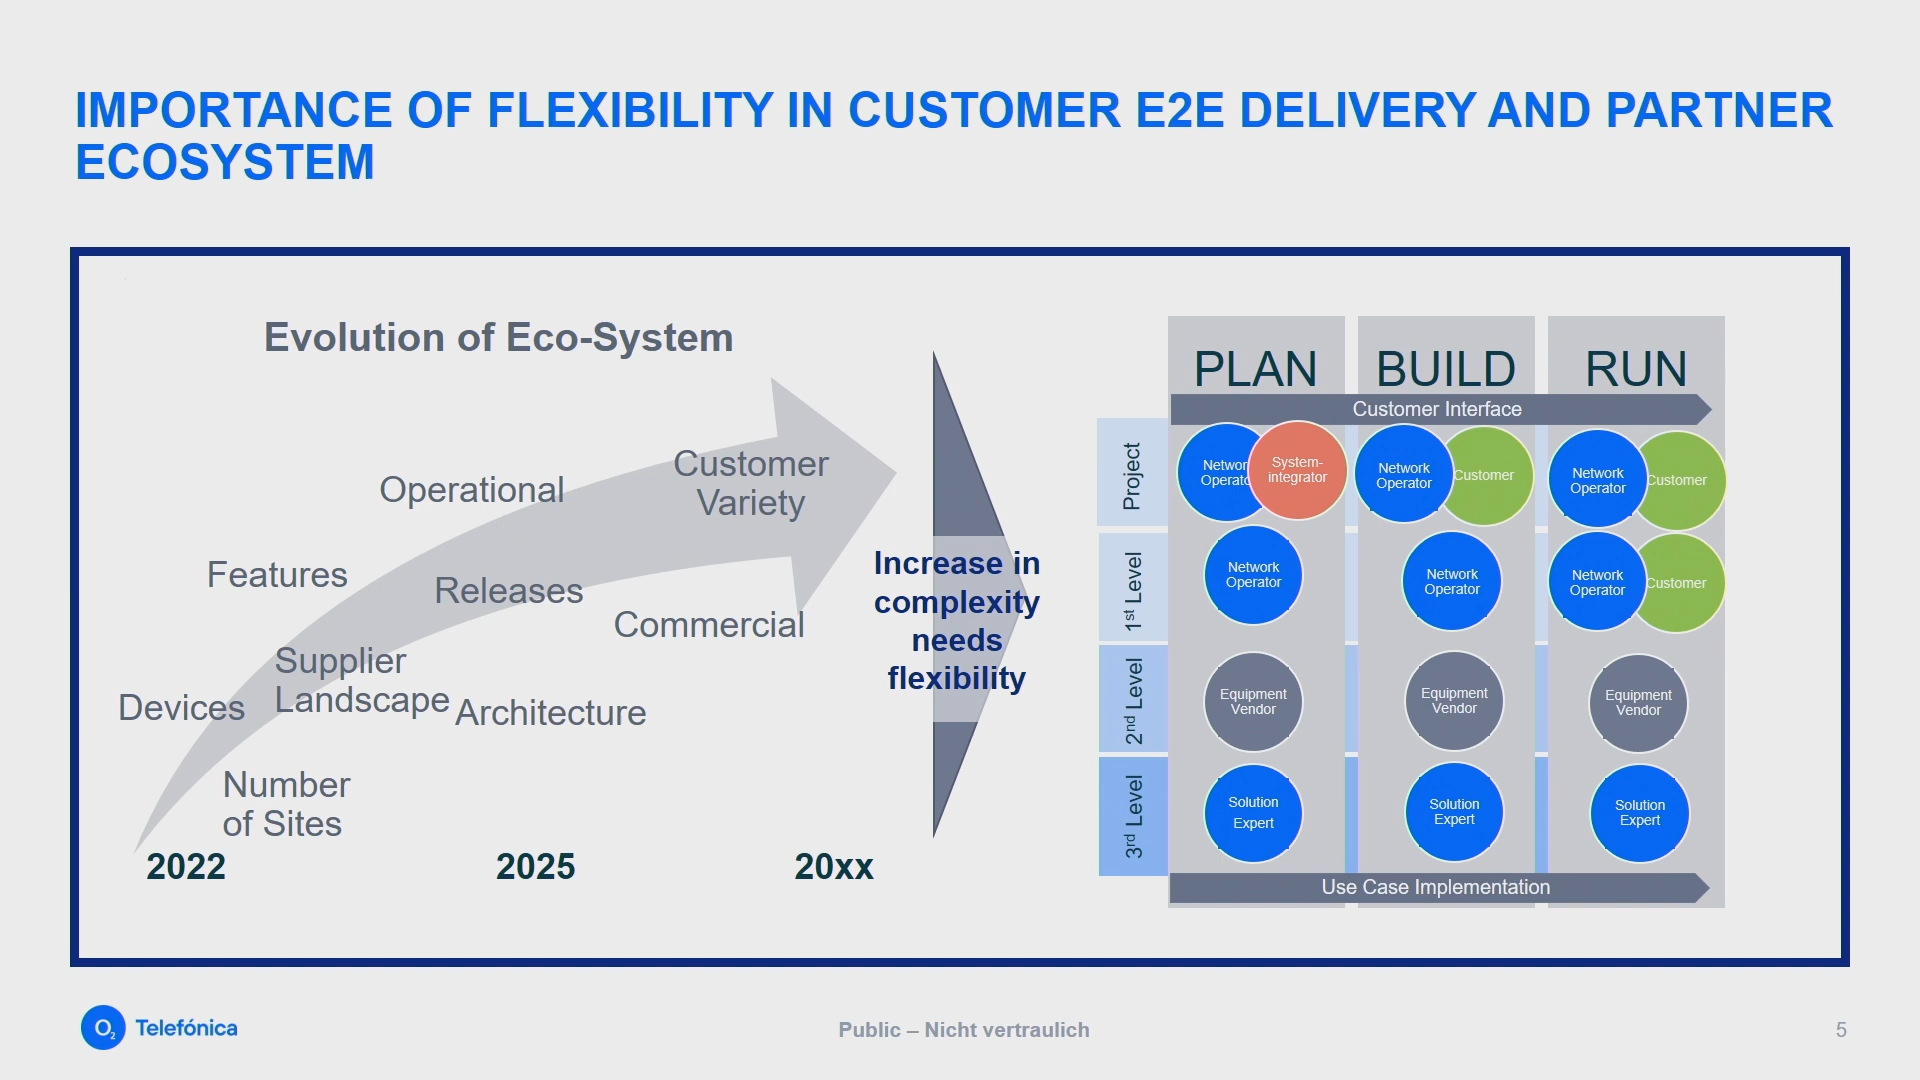 IMPORTANCE OF FLEXIBILITY IN CUSTOMER E2E DELIVERY AND PARTNER
ECOSYSTEM
Evolution of Eco-System
Operational
Customer
Variety
Features
Releases
Commercial
Supplier
Landscape
Devices
Architecture
Number
of Sites
2022
2025
20xx
Increase in
complexity
needs
flexibility
PLAN
BUILD
RUN
Customer Interface
Project
Networ
Operato
System-
integrator
Network
Operator
Customer
Network
Operator
Customer
1st Level
Network
Operator
Network
Operator
Network
Operator
Customer
2nd Level
Equipment
Vendor
Equipment
Vendor
Equipment
Vendor
3rd Level
Solution
Expert
Solution
Expert
Solution
Expert
Use Case Implementation
O2 Telefónica
Public – Nicht vertraulich
5